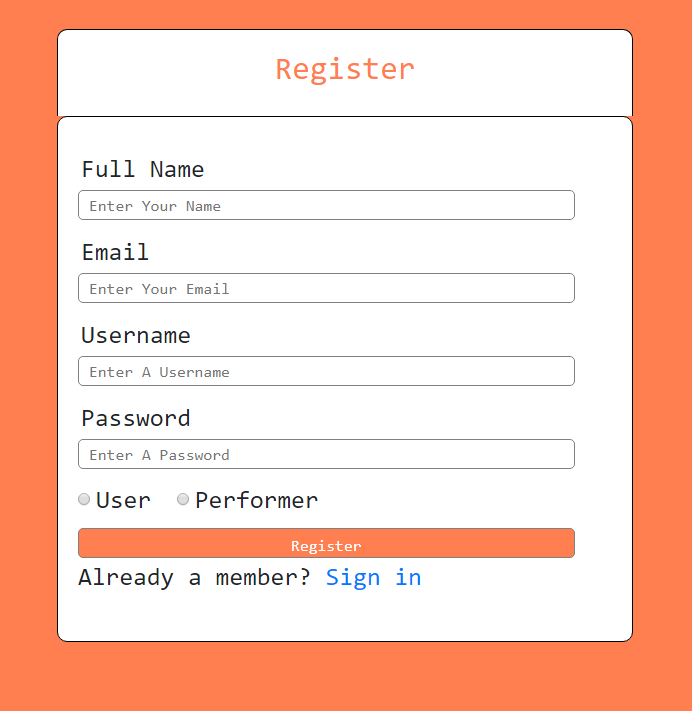 Register
Full Name
Enter Your Name
Email
Enter Your Email
Username
Enter A Username
Password
Enter A Password
User Performer
Register
Already a member? Sign in